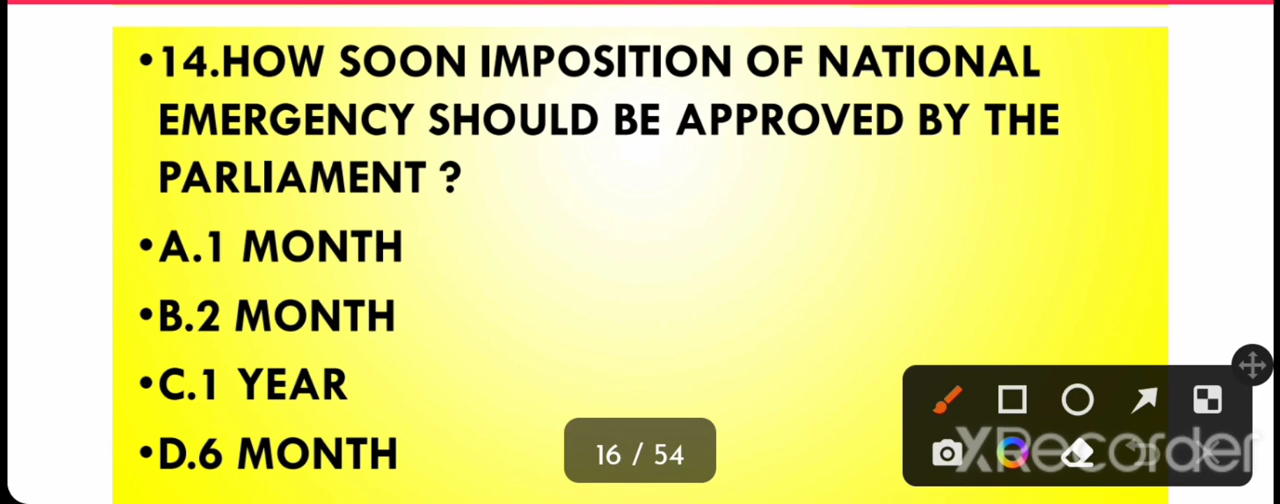 •14.HOW SOON IMPOSITION OF NATIONAL
EMERGENCY SHOULD BE APPROVED BY THE
PARLIAMENT ?
•A.1 MONTH
•B.2 MONTH
•C.1 YEAR
•D.6 MONTH
16 / 54
XRecorder